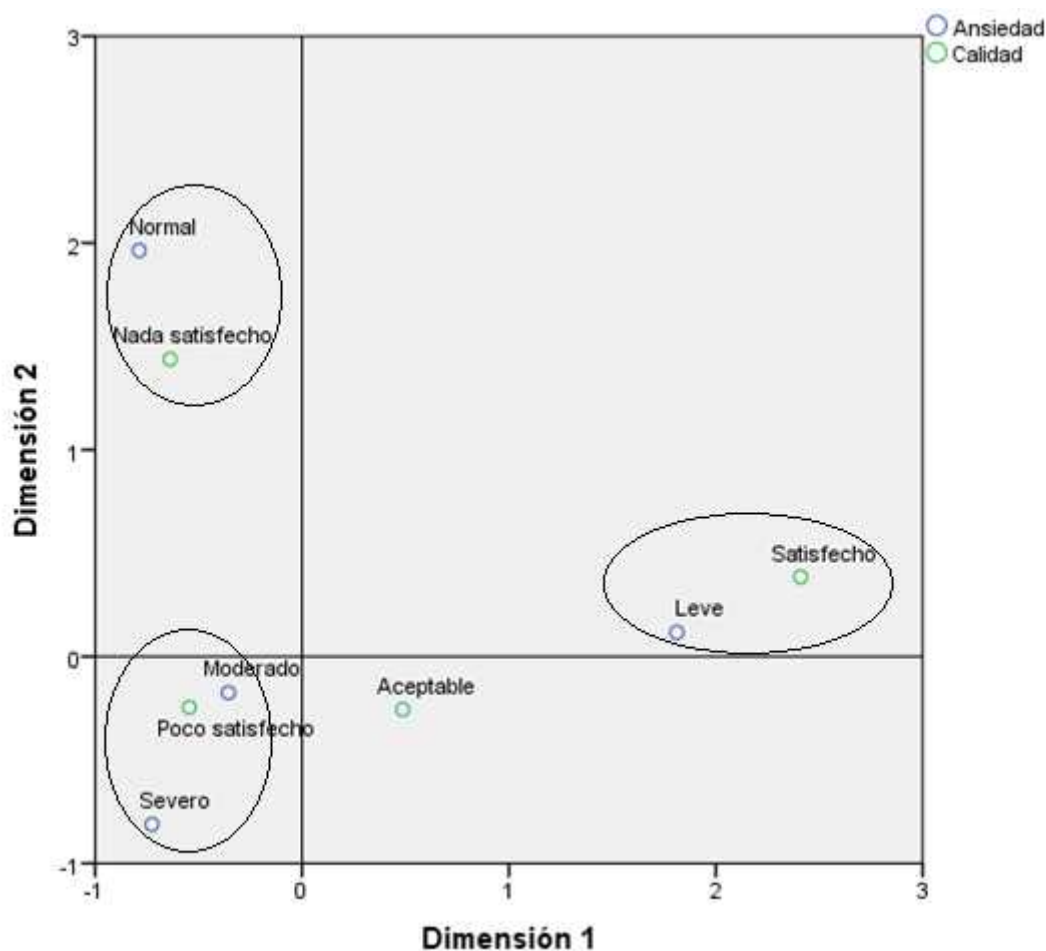 Ansiedad
Calidad
3
Normal
2
Nada satisfecho
Dimensión 2
1
Satisfecho
Leve
0
Moderado
Aceptable
Poco satisfecho
Severo
-1
-1 0 1 2 3
Dimensión 1